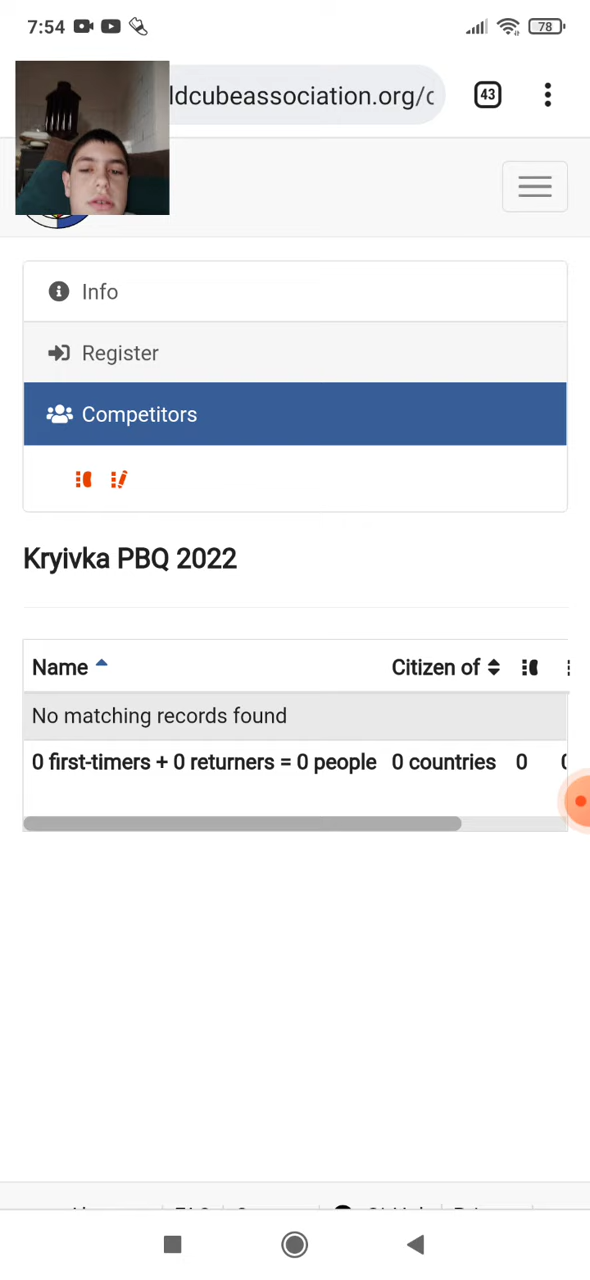 7:54
78
ldcubeassociation.org/c
43
Info
Register
Competitors
Kryivka PBQ 2022
Name Citizen of
No matching records found
0 first-timers + 0 returners = 0 people 0 countries 0